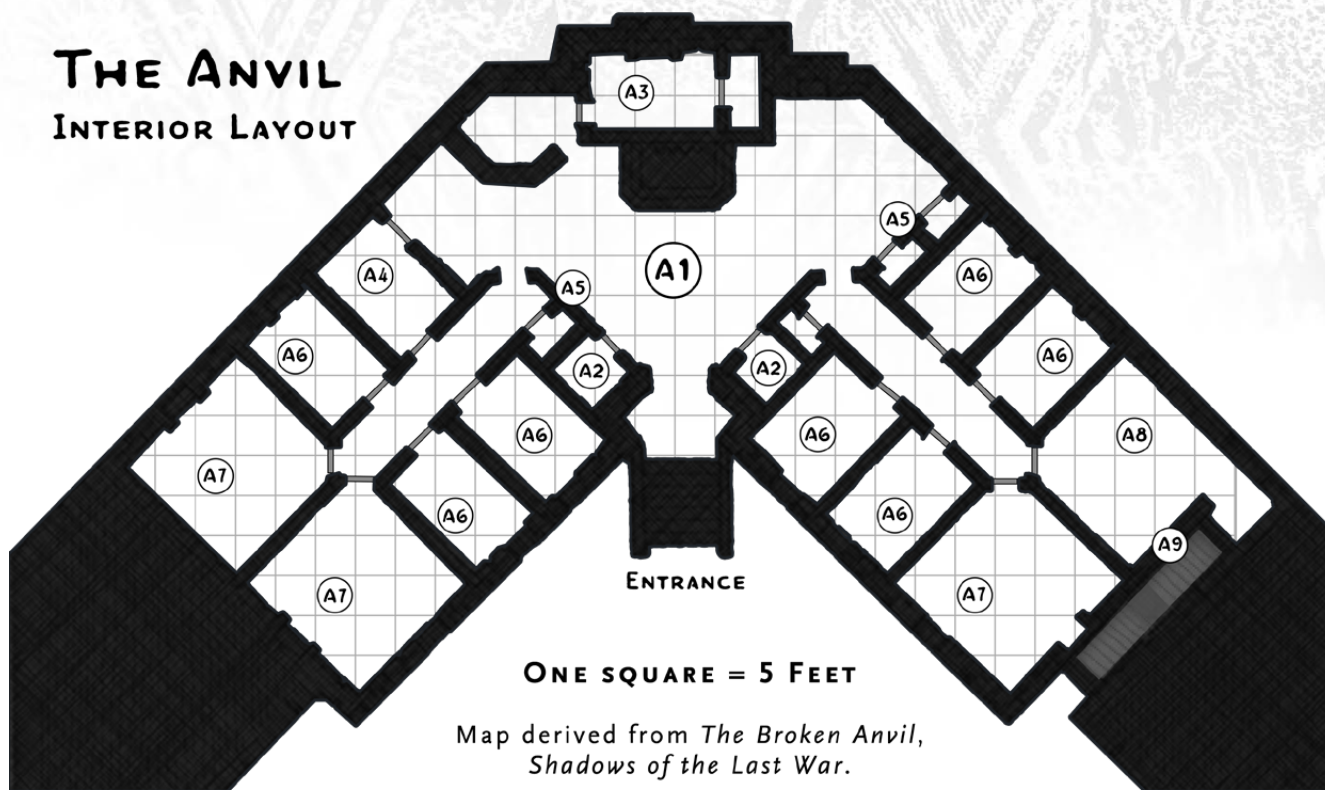 The Anvil
Interior Layout
A3
A5
A1
A4
A6
A5
A6
A6
A2
A2
A6
A6
A8
A7
A6
A6
A9
Entrance
A7
A7
One square = 5 Feet
Map derived from The Broken Anvil,
Shadows of the Last War.